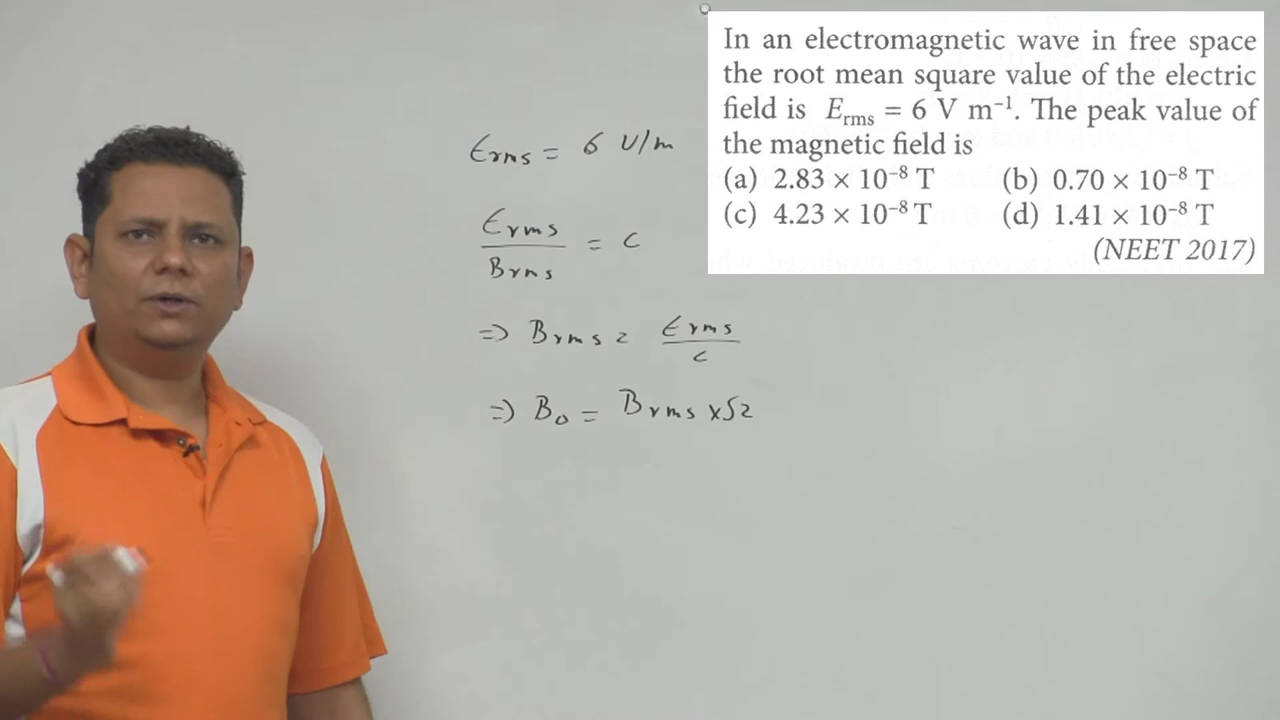 In an electromagnetic wave in free space
the root mean square value of the electric
field is E_rms = 6 V m⁻¹. The peak value of
the magnetic field is
(a) 2.83 × 10⁻⁸ T (b) 0.70 × 10⁻⁸ T
(c) 4.23 × 10⁻⁸ T (d) 1.41 × 10⁻⁸ T
(NEET 2017)
Erms = 6 V/m
Erms / Brms = c
⇒ Brms = Erms / c
⇒ B₀ = Brms × √2